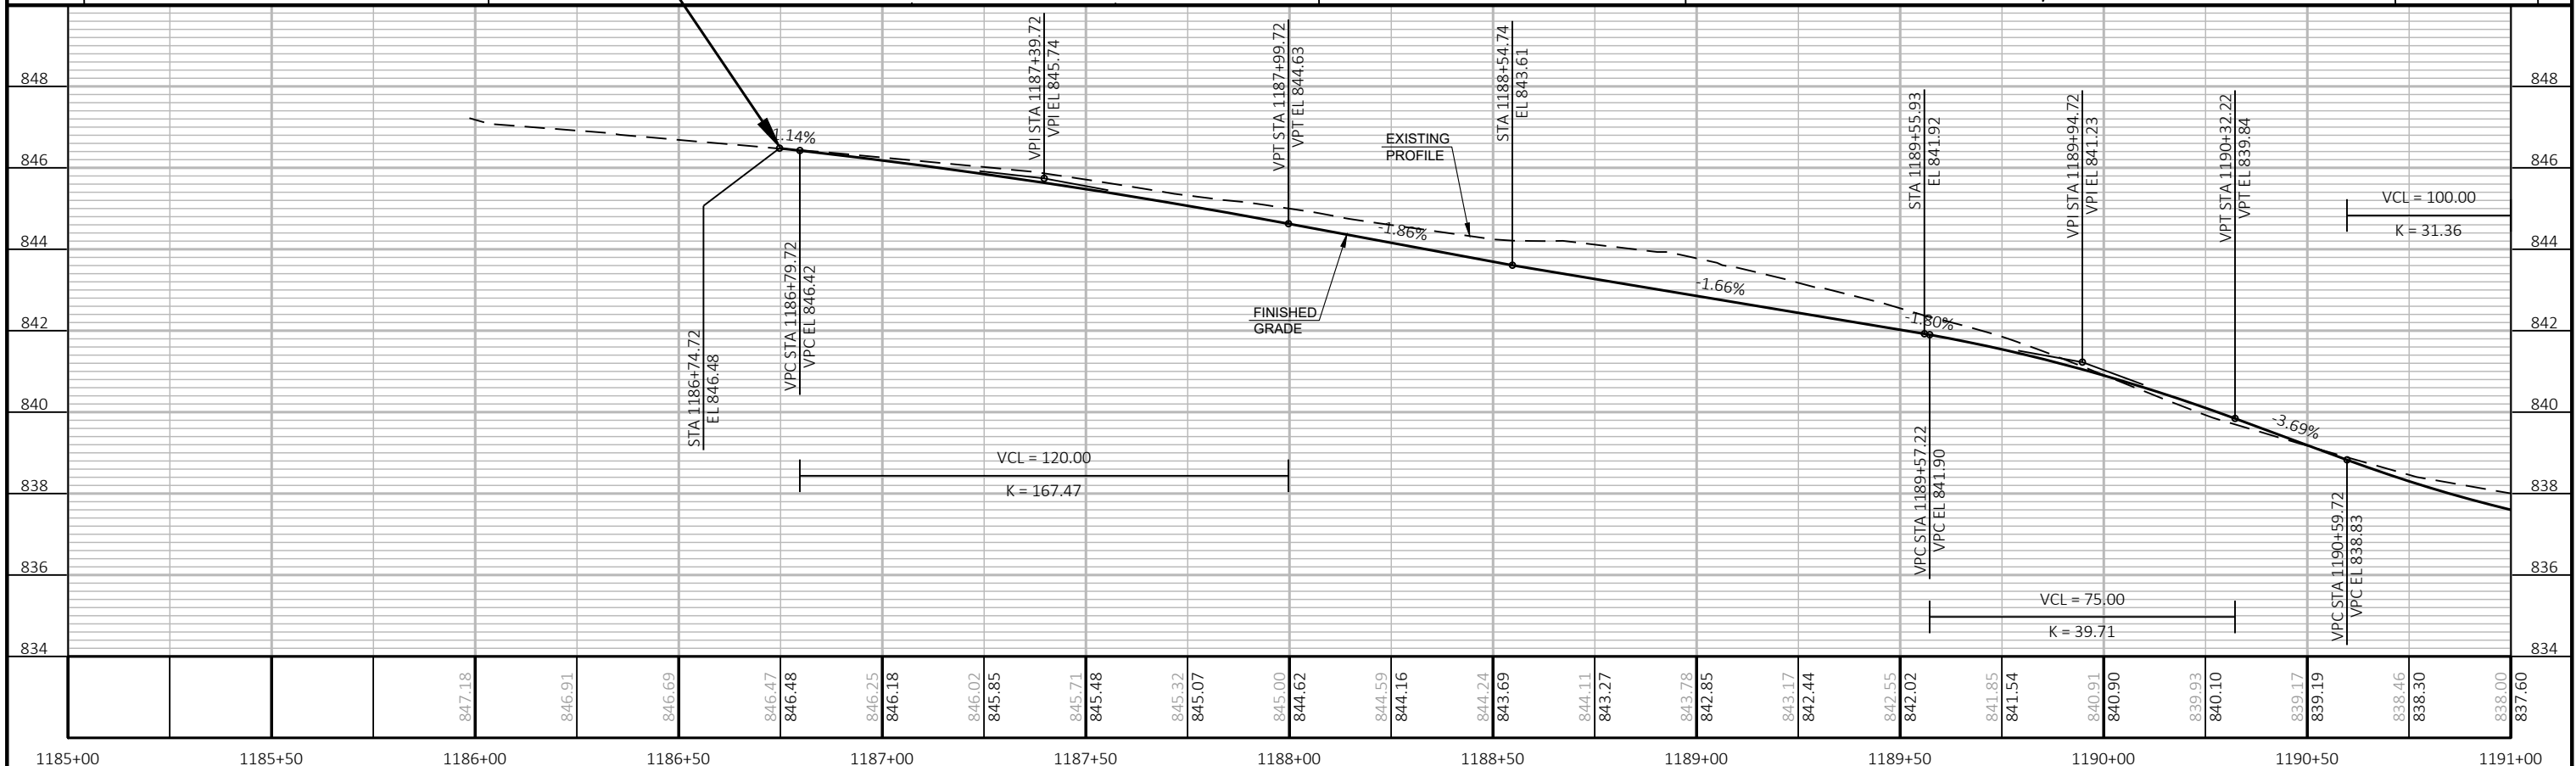 848
846
844
842
840
838
836
834
848
846
844
842
840
838
836
834
1.14%
STA 1186+74.72
EL 846.48
VPC STA 1186+79.72
VPC EL 846.42
VPI STA 1187+39.72
VPI EL 845.74
VPT STA 1187+99.72
VPT EL 844.63
-1.86%
EXISTING
PROFILE
FINISHED
GRADE
STA 1188+54.74
EL 843.61
-1.66%
STA 1189+55.93
EL 841.92
-1.80%
VPC STA 1189+57.22
VPC EL 841.90
VPI STA 1189+94.72
VPI EL 841.23
VPT STA 1190+32.22
VPT EL 839.84
-3.69%
VPC STA 1190+59.72
VPC EL 838.83
VCL = 100.00
K = 31.36
VCL = 120.00
K = 167.47
VCL = 75.00
K = 39.71
847.18
846.91
846.69
846.47
846.48
846.25
846.18
846.02
845.85
845.71
845.48
845.32
845.07
845.00
844.62
844.59
844.16
844.24
843.69
844.11
843.27
843.78
842.85
843.17
842.44
842.55
842.02
841.85
841.54
840.91
840.90
839.93
840.10
839.17
839.19
838.46
838.30
838.00
837.60
1185+00
1185+50
1186+00
1186+50
1187+00
1187+50
1188+00
1188+50
1189+00
1189+50
1190+00
1190+50
1191+00